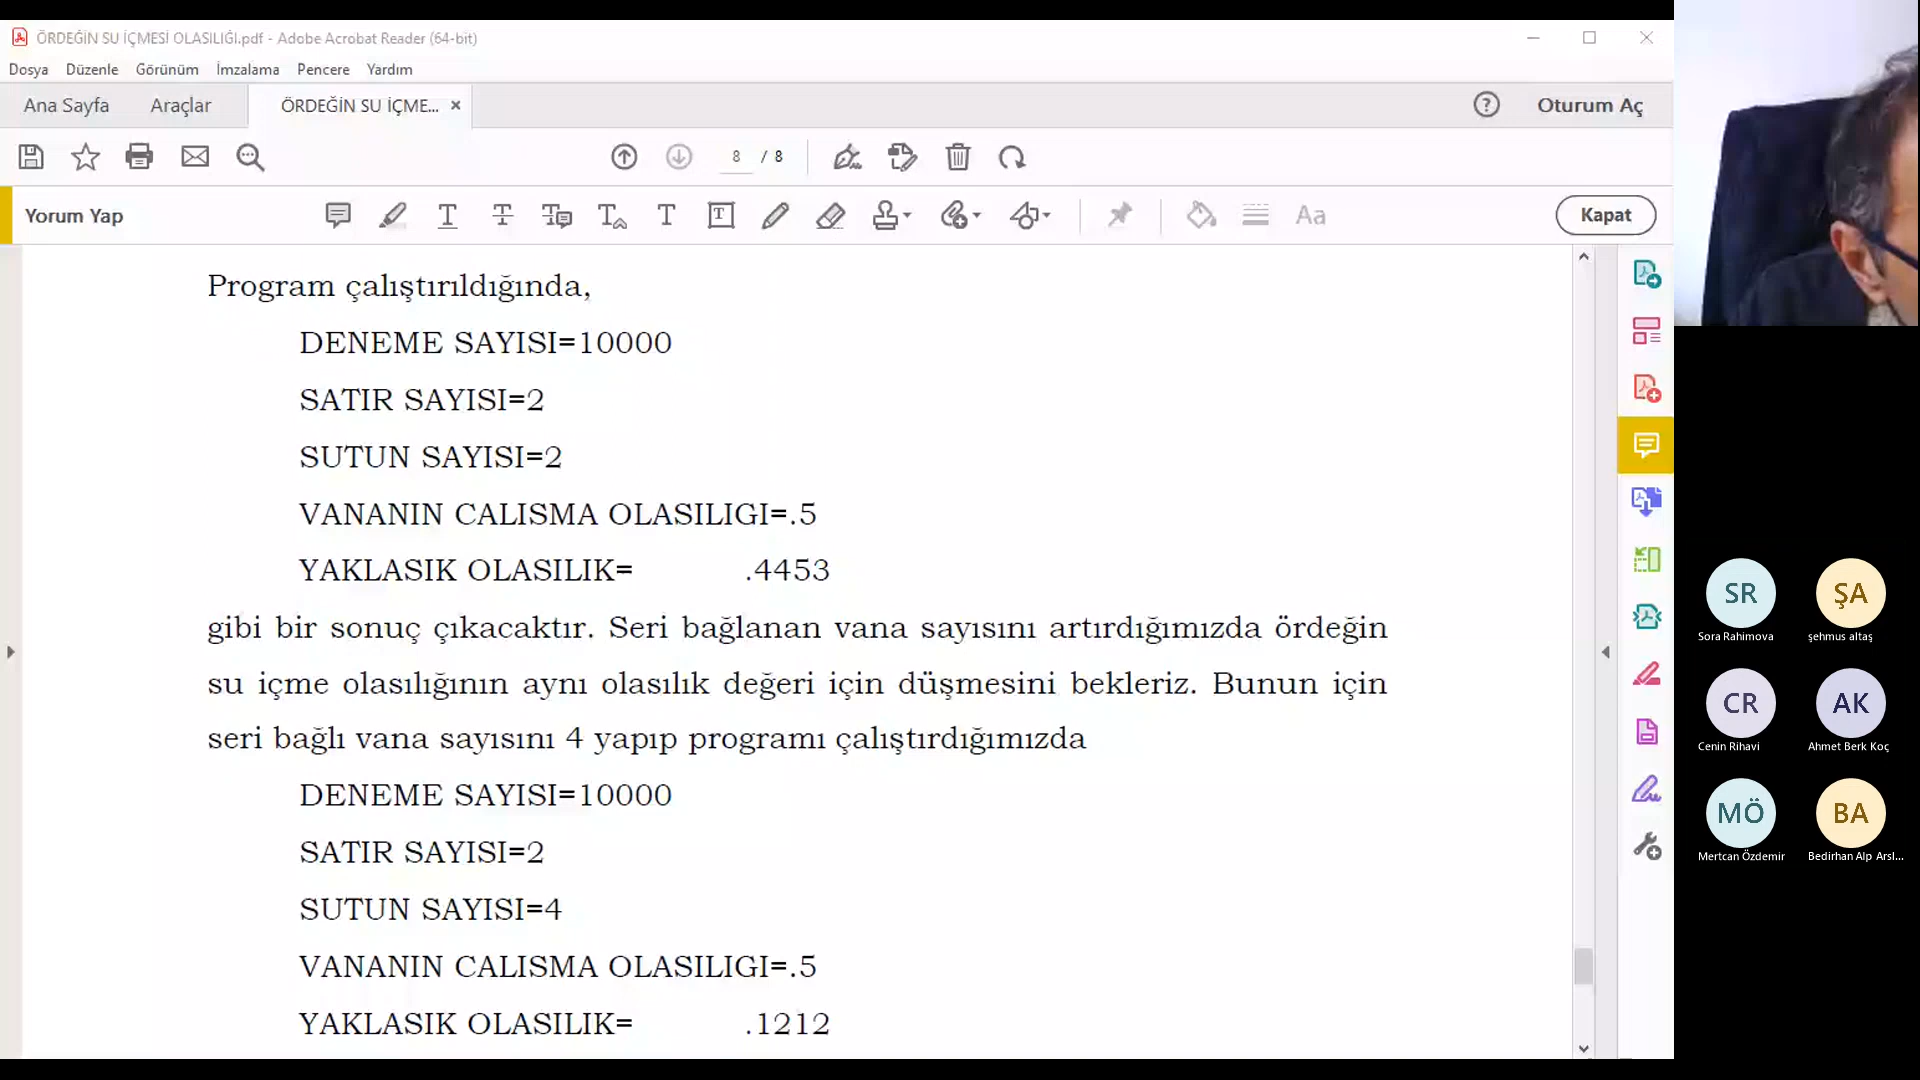 ÖRDEĞİN SU İÇMESİ OLASILIĞI.pdf - Adobe Acrobat Reader (64-bit)
Dosya Düzenle Görünüm İmzalama Pencere Yardım
Ana Sayfa Araçlar ÖRDEĞİN SU İÇME... × Oturum Aç
8 / 8
Yorum Yap Aa Kapat
Program çalıştırıldığında,
DENEME SAYISI=10000
SATIR SAYISI=2
SUTUN SAYISI=2
VANANIN CALISMA OLASILIGI=.5
YAKLASIK OLASILIK= .4453
gibi bir sonuç çıkacaktır. Seri bağlanan vana sayısını artırdığımızda ördeğin
su içme olasılığının aynı olasılık değeri için düşmesini bekleriz. Bunun için
seri bağlı vana sayısını 4 yapıp programı çalıştırdığımızda
DENEME SAYISI=10000
SATIR SAYISI=2
SUTUN SAYISI=4
VANANIN CALISMA OLASILIGI=.5
YAKLASIK OLASILIK= .1212
SR ŞA
Sora Rahimova şehmus altaş
CR AK
Cenin Rihavi Ahmet Berk Koç
MÖ BA
Mertcan Özdemir Bedirhan Alp Arsl...